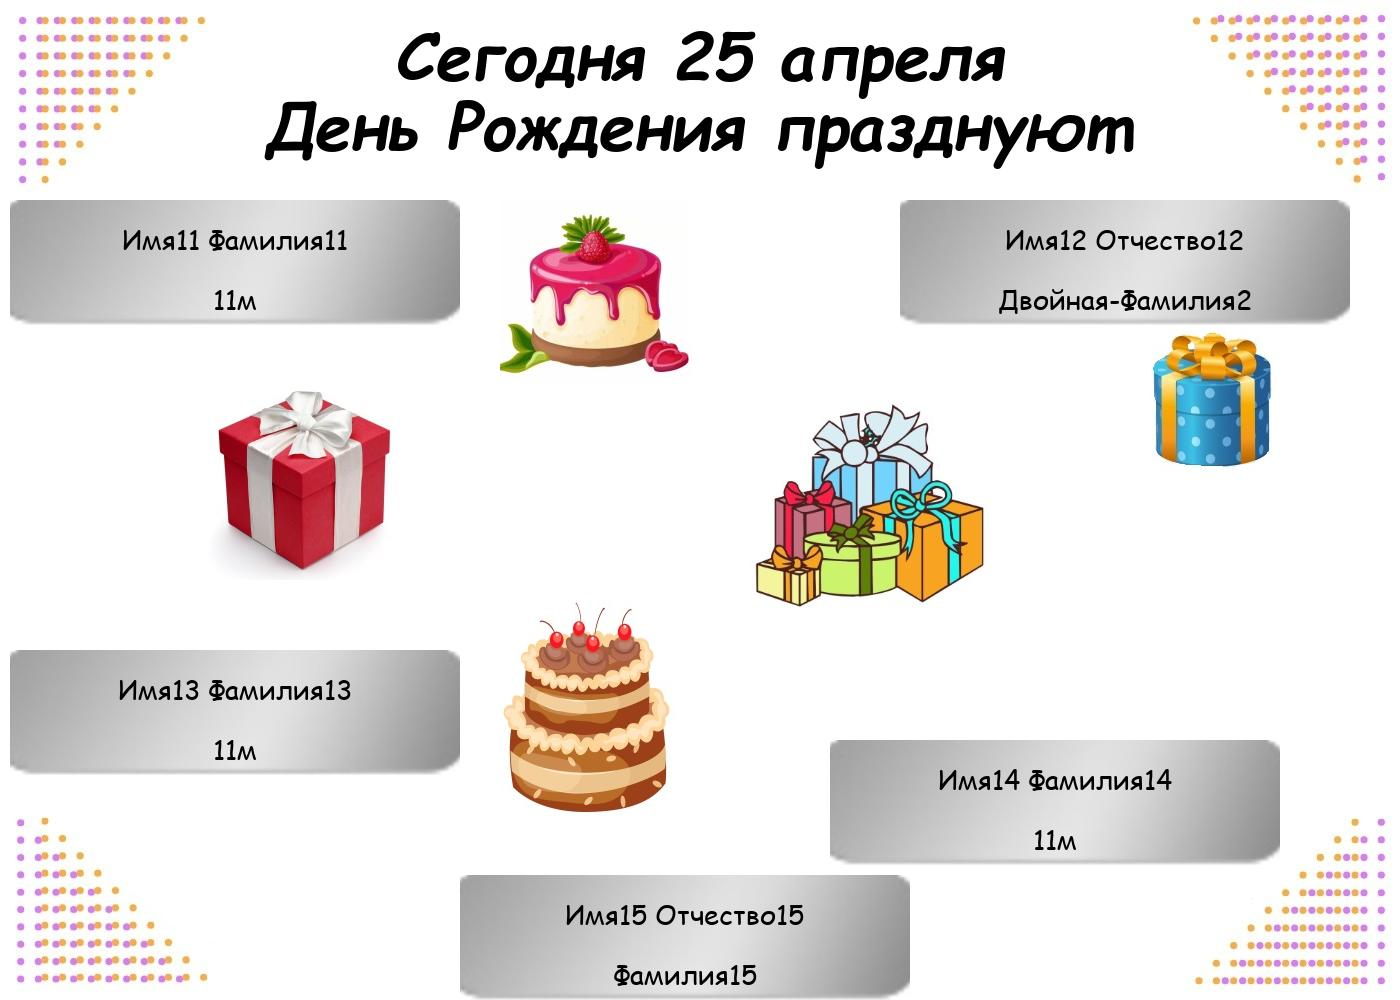 Сегодня 25 апреля
День Рождения празднуют
Имя11 Фамилия11
11м
Имя12 Отчество12
Двойная-Фамилия2
Имя13 Фамилия13
11м
Имя14 Фамилия14
11м
Имя15 Отчество15
Фамилия15